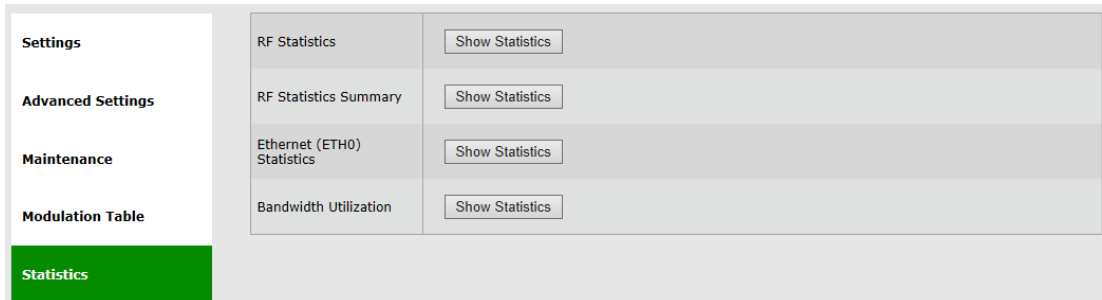 Settings
Advanced Settings
Maintenance
Modulation Table
Statistics
RF Statistics Show Statistics
RF Statistics Summary Show Statistics
Ethernet (ETH0)
Statistics Show Statistics
Bandwidth Utilization Show Statistics